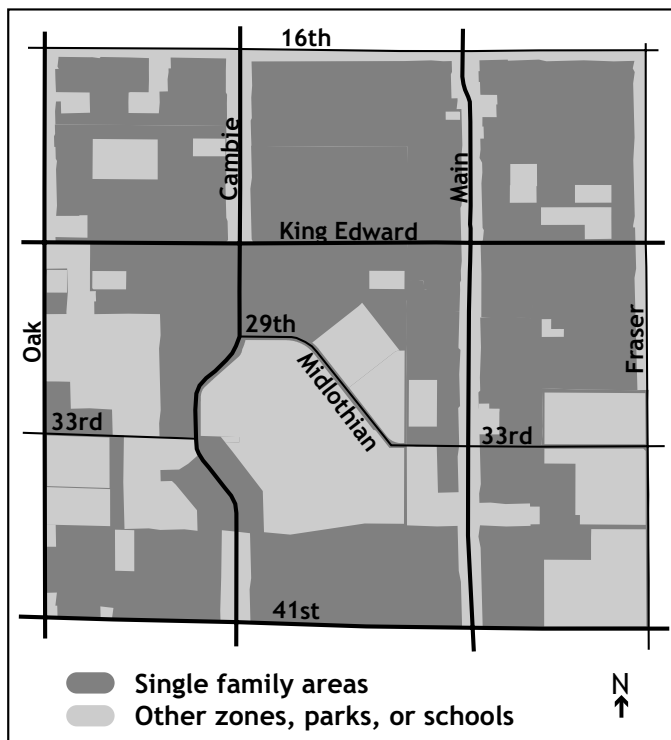 16th
Cambie
Main
King Edward
29th
Oak
Fraser
Midlothian
33rd
33rd
41st
Single family areas
Other zones, parks, or schools
N